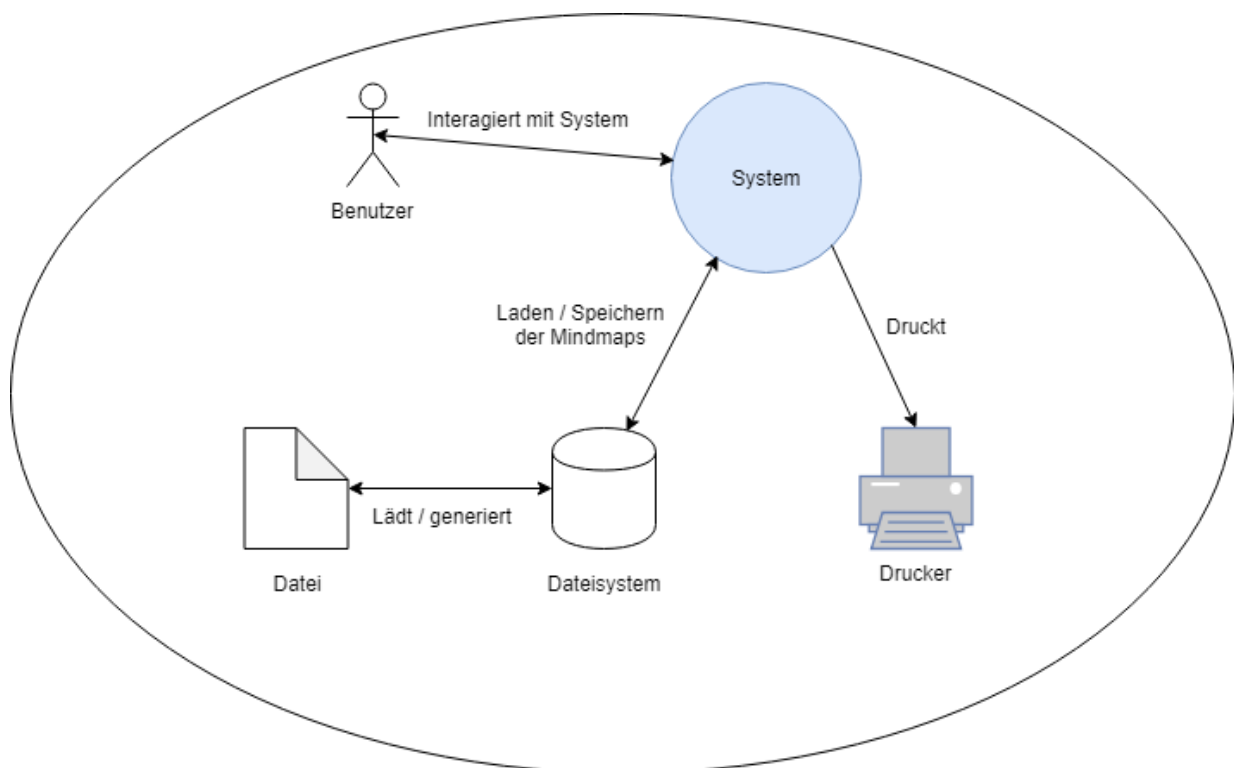 Interagiert mit System
System
Benutzer
Laden / Speichern
der Mindmaps
Druckt
Lädt / generiert
Datei
Dateisystem
Drucker